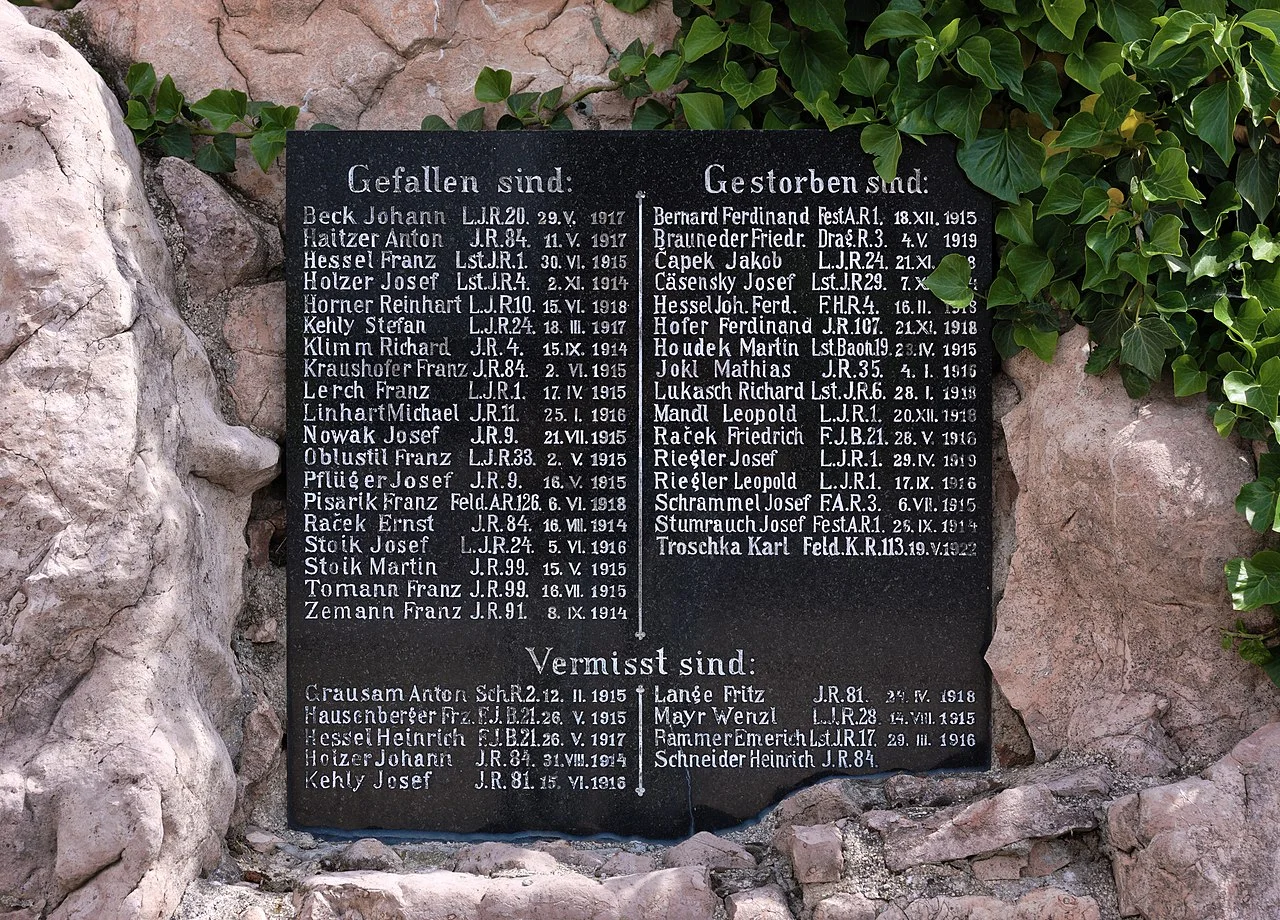 Gefallen sind:
Beck Johann L.J.R.20. 29.V. 1917
Haitzer Anton J.R.84. 11.V. 1917
Hessel Franz Lst.J.R.1. 30.VI. 1915
Holzer Josef Lst.J.R.4. 2.XI. 1914
Horner Reinhart L.J.R.10. 15.VI. 1918
Kehly Stefan L.J.R.24. 18.III. 1917
Klimm Richard J.R.4. 15.IX. 1914
Kraushofer Franz J.R.84. 2.VI. 1915
Lerch Franz L.J.R.1. 17.IV. 1915
Linhart Michael J.R.11. 25.I. 1916
Nowak Josef J.R.9. 21.VII. 1915
Oblustil Franz L.J.R.33. 2.V. 1915
Pflüger Josef J.R.9. 16.V. 1915
Pisarik Franz Feld.A.R.126. 6.VI. 1918
Raček Ernst J.R.84. 16.VIII. 1914
Stoik Josef L.J.R.24. 5.VI. 1916
Stoik Martin J.R.99. 15.V. 1915
Tomann Franz J.R.99. 16.VII. 1915
Zemann Franz J.R.91. 8.IX. 1914
Gestorben sind:
Bernard Ferdinand Fest.A.R.1. 18.XII. 1915
Brauneder Friedr. Drag.R.3. 4.V. 1919
Čapek Jakob L.J.R.24. 21.XI.
Cäsensky Josef Lst.J.R.29.
Hessel Joh. Ferd. F.H.R.4. 16.II. 1918
Hofer Ferdinand J.R.107. 21.XI. 1918
Houdek Martin Lst.Baon.19. 1915
Jokl Mathias J.R.35. 4.I.
Lukasch Richard Lst.J.R.6. 28.I. 1918
Mandl Leopold L.J.R.1. 20.XII. 1918
Raček Friedrich F.J.B.21. 28.V.
Riegler Josef L.J.R.1. 29.IV. 1919
Riegler Leopold L.J.R.1. 17.IX. 1916
Schrammel Josef F.A.R.3. 6.VII. 1915
Stumrauch Josef Fest.A.R.1. 1914
Troschka Karl Feld.K.R.113. 19.V.1922
Vermisst sind:
Grausam Anton Sch.R.2. 12.II. 1915
Hausenberger Frz. F.J.B.21. 26.V. 1915
Hessel Heinrich F.J.B.21. 26.V. 1917
Holzer Johann J.R.84. 31.VIII. 1914
Kehly Josef J.R.81. 15.VI. 1916
Lange Fritz J.R.81. 24.IV. 1918
Mayr Wenzl L.J.R.28. 14.VIII. 1915
Rammer Emerich Lst.J.R.17. 29.III. 1916
Schneider Heinrich J.R.84.